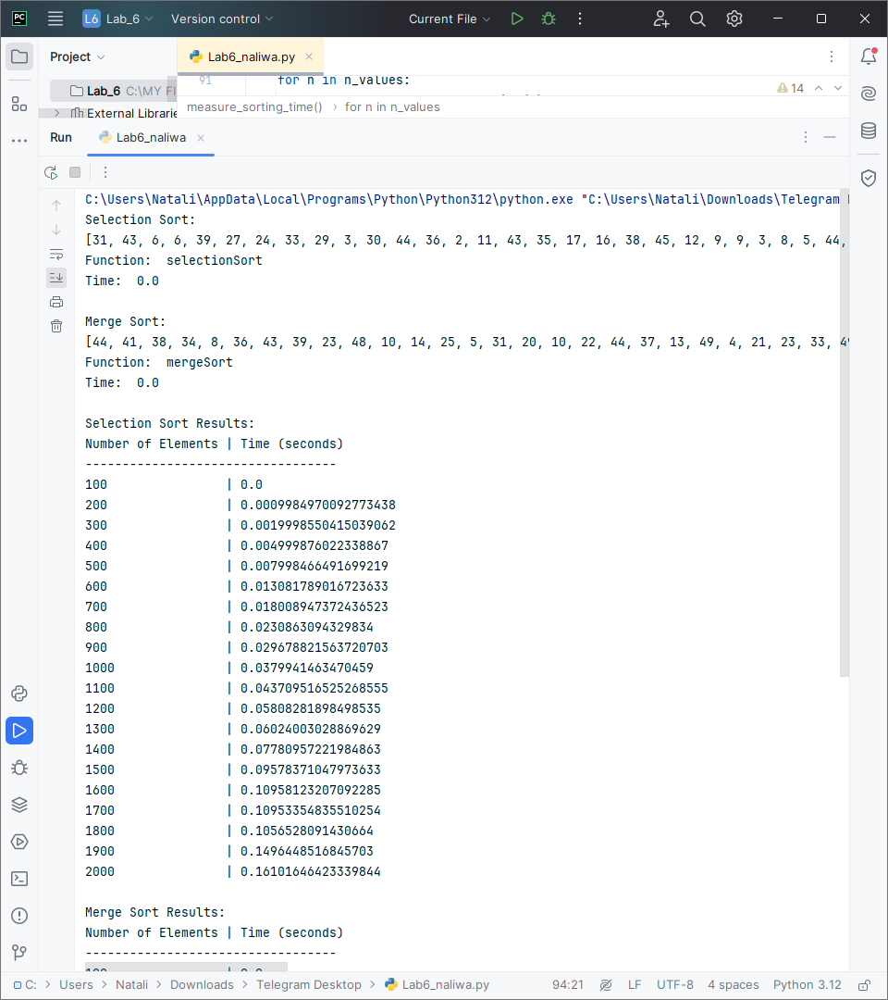 PC
L6 Lab_6 Version control Current File
Project
Lab6_naliwa.py
Lab_6 C:\MY
External Librarie
91 for n in n_values:
14
measure_sorting_time() for n in n_values
Run Lab6_naliwa
C:\Users\Natali\AppData\Local\Programs\Python\Python312\python.exe "C:\Users\Natali\Downloads\Telegram
Selection Sort:
[31, 43, 6, 6, 39, 27, 24, 33, 29, 3, 30, 44, 36, 2, 11, 43, 35, 17, 16, 38, 45, 12, 9, 9, 3, 8, 5, 44,
Function:  selectionSort
Time:  0.0
Merge Sort:
[44, 41, 38, 34, 8, 36, 43, 39, 23, 48, 10, 14, 25, 5, 31, 20, 10, 22, 44, 37, 13, 49, 4, 21, 23, 33, 49
Function:  mergeSort
Time:  0.0
Selection Sort Results:
Number of Elements | Time (seconds)
----------------------------------
100                | 0.0
200                | 0.0009984970092773438
300                | 0.0019998550415039062
400                | 0.004999876022338867
500                | 0.007998466491699219
600                | 0.013081789016723633
700                | 0.018008947372436523
800                | 0.0230863094329834
900                | 0.029678821563720703
1000               | 0.0379941463470459
1100               | 0.043709516525268555
1200               | 0.05808281898498535
1300               | 0.06024003028869629
1400               | 0.07780957221984863
1500               | 0.09578371047973633
1600               | 0.10958123207092285
1700               | 0.10953354835510254
1800               | 0.1056528091430664
1900               | 0.1496448516845703
2000               | 0.16101646423339844
Merge Sort Results:
Number of Elements | Time (seconds)
----------------------------------
C: > Users > Natali > Downloads > Telegram Desktop > Lab6_naliwa.py 94:21 LF UTF-8 4 spaces Python 3.12